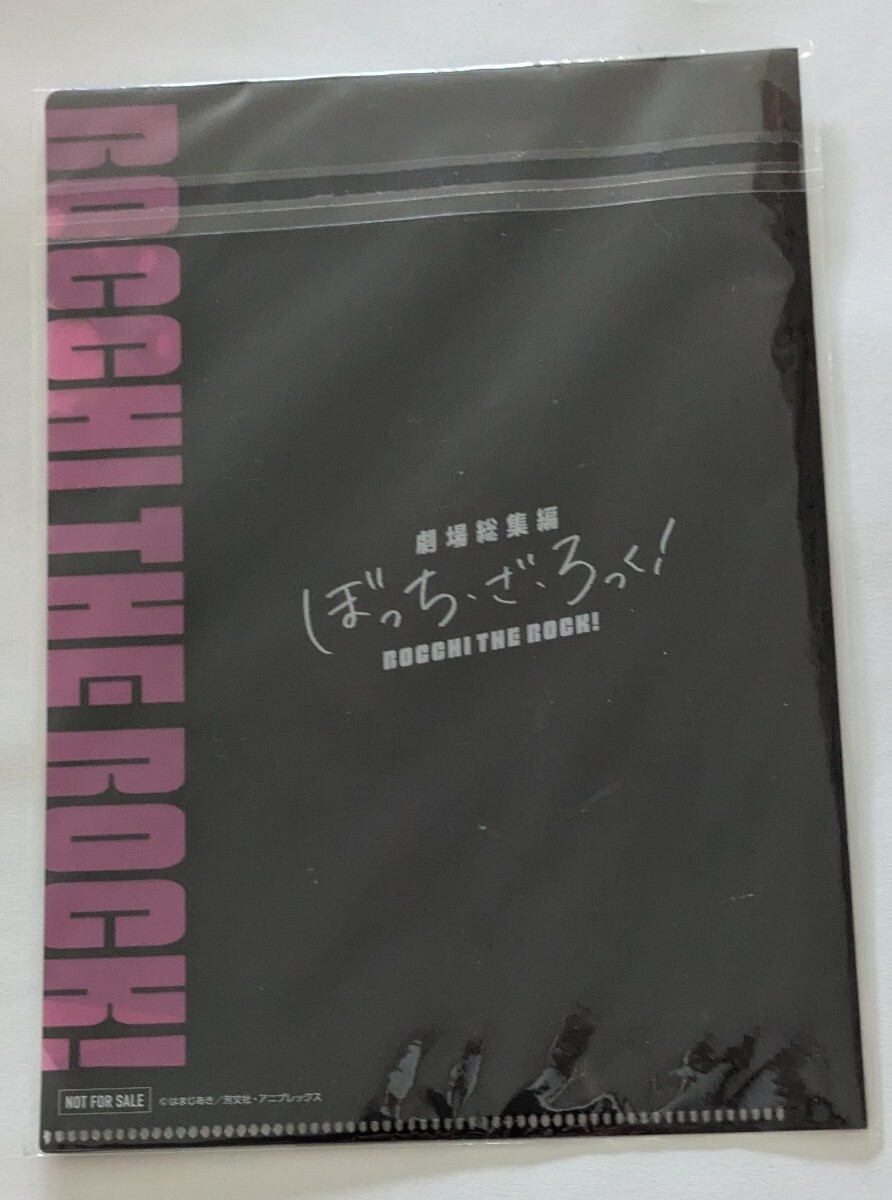 BOCCHI THE ROCK!
劇場総集編
ぼっち・ざ・ろっく!
BOCCHI THE ROCK!
NOT FOR SALE
©はまじあき/芳文社・アニプレックス